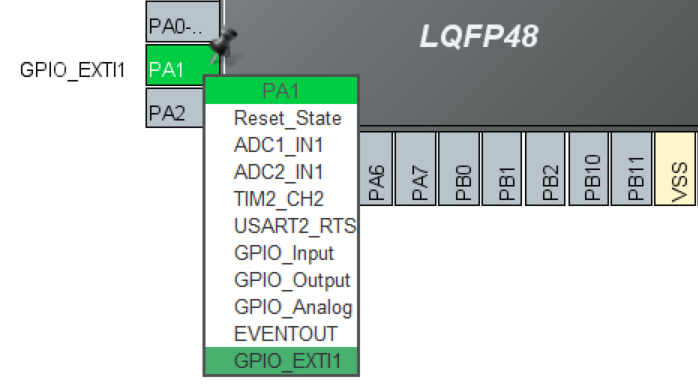 PA0-..
LQFP48
GPIO_EXTI1
PA1
PA2
PA1
Reset_State
ADC1_IN1
ADC2_IN1
TIM2_CH2
USART2_RTS
GPIO_Input
GPIO_Output
GPIO_Analog
EVENTOUT
GPIO_EXTI1
PA6
PA7
PB0
PB1
PB2
PB10
PB11
VSS